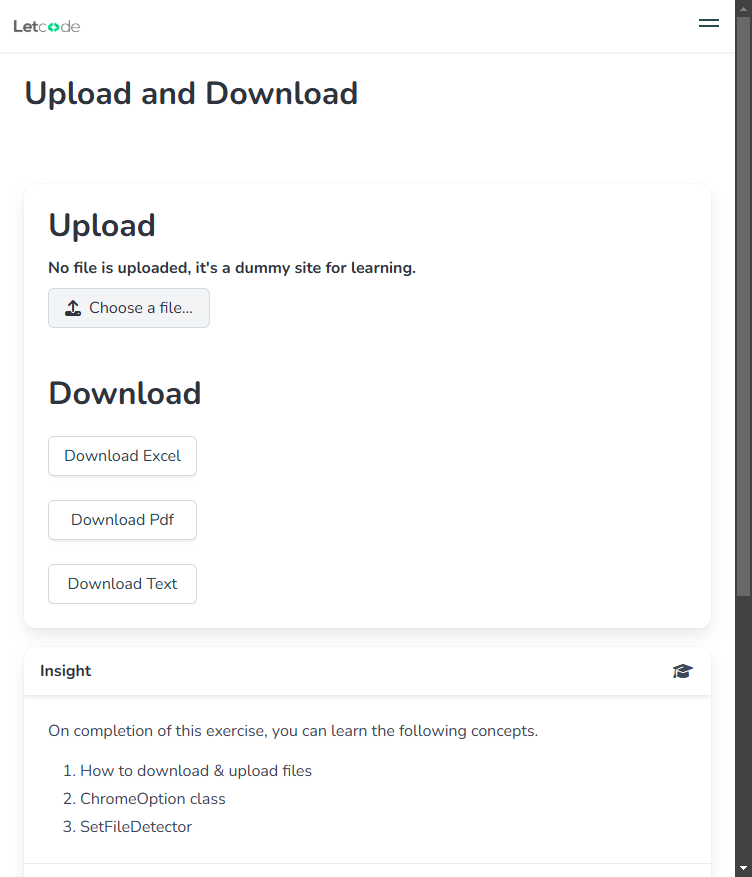 Letcode
Upload and Download
Upload
No file is uploaded, it's a dummy site for learning.
Choose a file...
Download
Download Excel
Download Pdf
Download Text
Insight
On completion of this exercise, you can learn the following concepts.
1. How to download & upload files
2. ChromeOption class
3. SetFileDetector